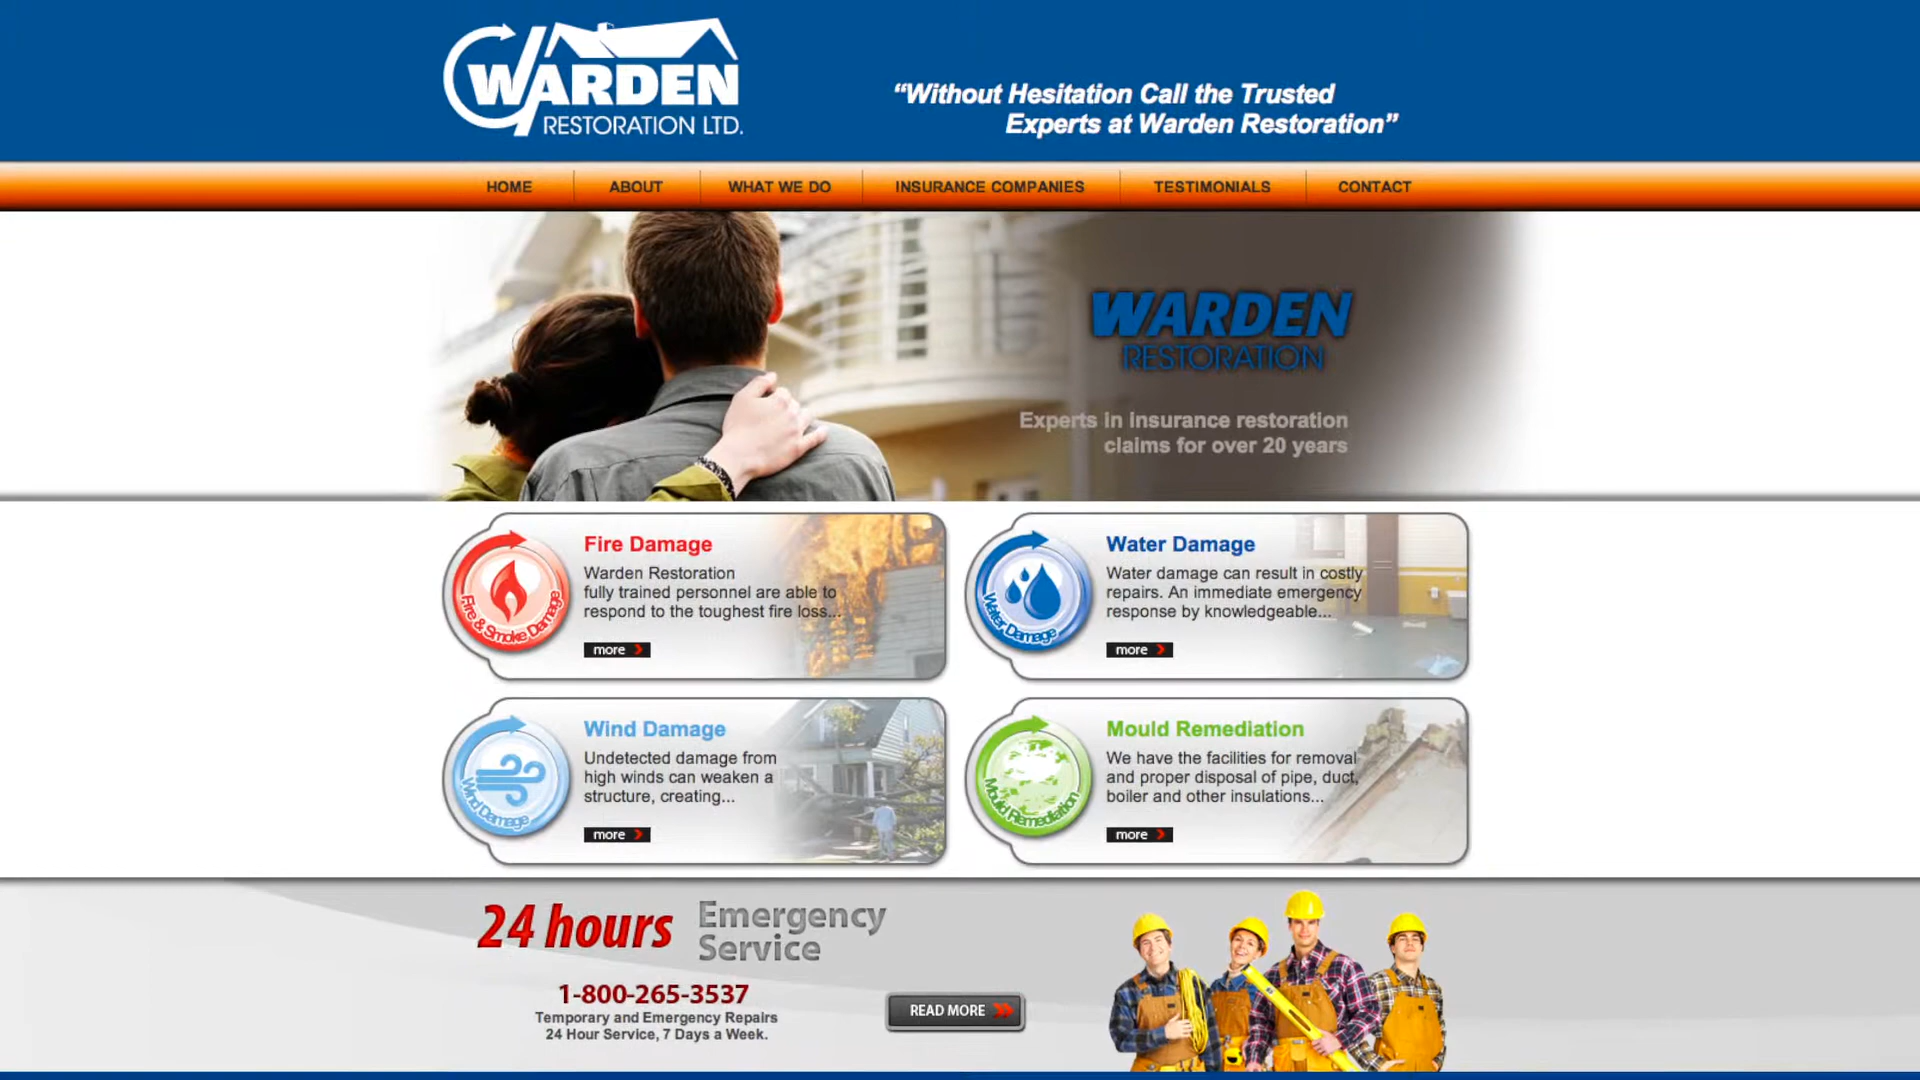 WARDEN
RESTORATION LTD.
“Without Hesitation Call the Trusted
Experts at Warden Restoration”
HOME
ABOUT
WHAT WE DO
INSURANCE COMPANIES
TESTIMONIALS
CONTACT
WARDEN
RESTORATION
Experts in insurance restoration
claims for over 20 years
Fire & Smoke Damage
Fire Damage
Warden Restoration
fully trained personnel are able to
respond to the toughest fire loss...
more
Water Damage
Water Damage
Water damage can result in costly
repairs. An immediate emergency
response by knowledgeable...
more
Wind Damage
Wind Damage
Undetected damage from
high winds can weaken a
structure, creating...
more
Mould Remediation
Mould Remediation
We have the facilities for removal
and proper disposal of pipe, duct,
boiler and other insulations...
more
24 hours
Emergency
Service
1-800-265-3537
Temporary and Emergency Repairs
24 Hour Service, 7 Days a Week.
READ MORE